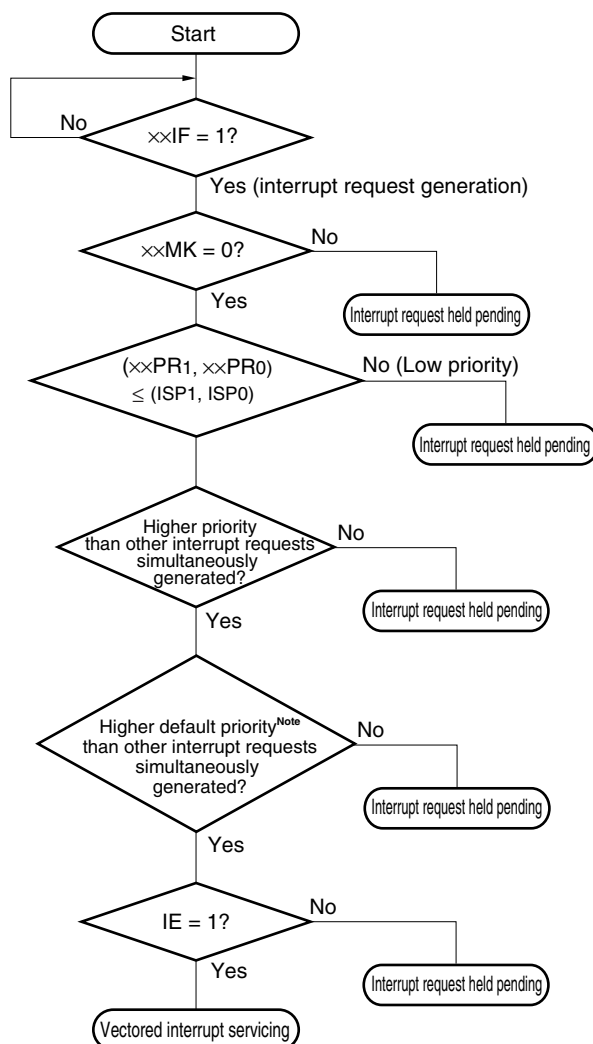 Start
No
××IF = 1?
Yes (interrupt request generation)
××MK = 0?
No
Yes
Interrupt request held pending
(××PR1, ××PR0)
≤ (ISP1, ISP0)
No (Low priority)
Interrupt request held pending
Higher priority
than other interrupt requests
simultaneously
generated?
No
Interrupt request held pending
Yes
Higher default priorityNote
than other interrupt requests
simultaneously
generated?
No
Interrupt request held pending
Yes
IE = 1?
No
Yes
Interrupt request held pending
Vectored interrupt servicing